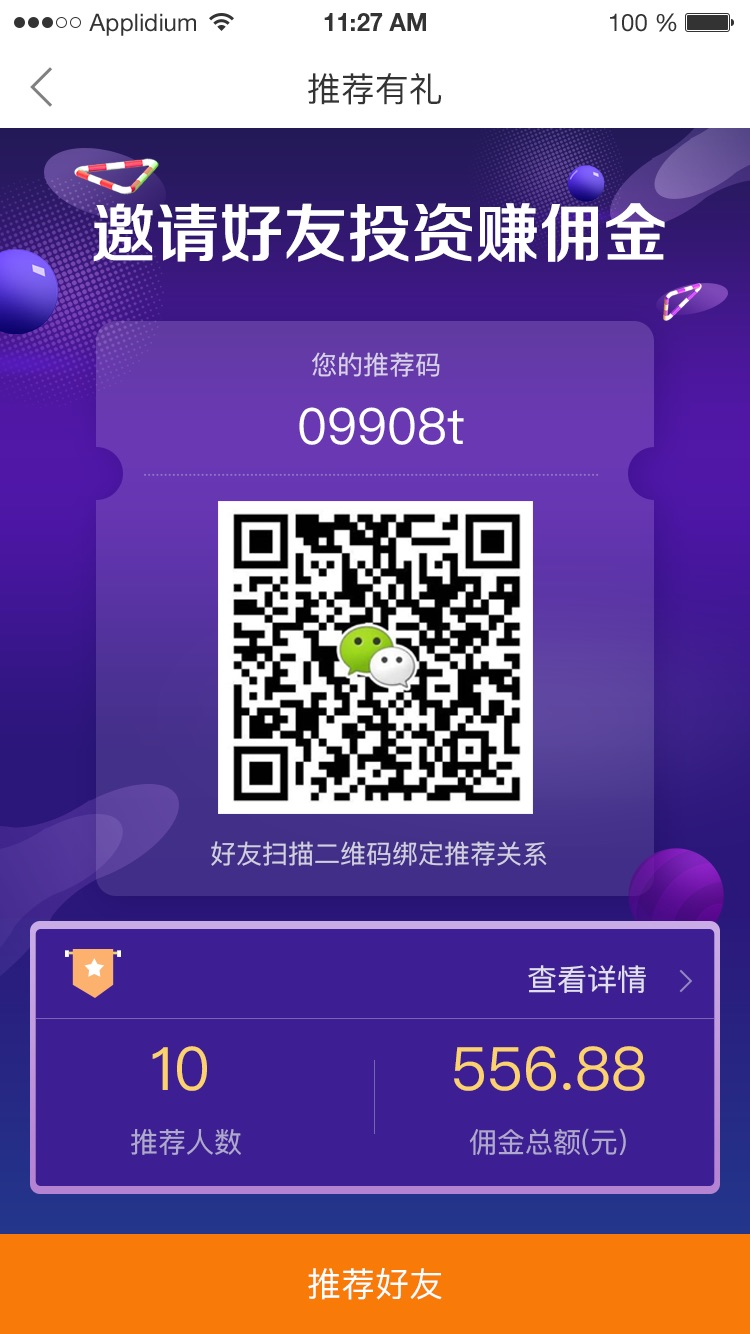 Applidium
11:27 AM
100 %
推荐有礼
邀请好友投资赚佣金
您的推荐码
09908t
好友扫描二维码绑定推荐关系
查看详情
10
556.88
推荐人数
佣金总额(元)
推荐好友